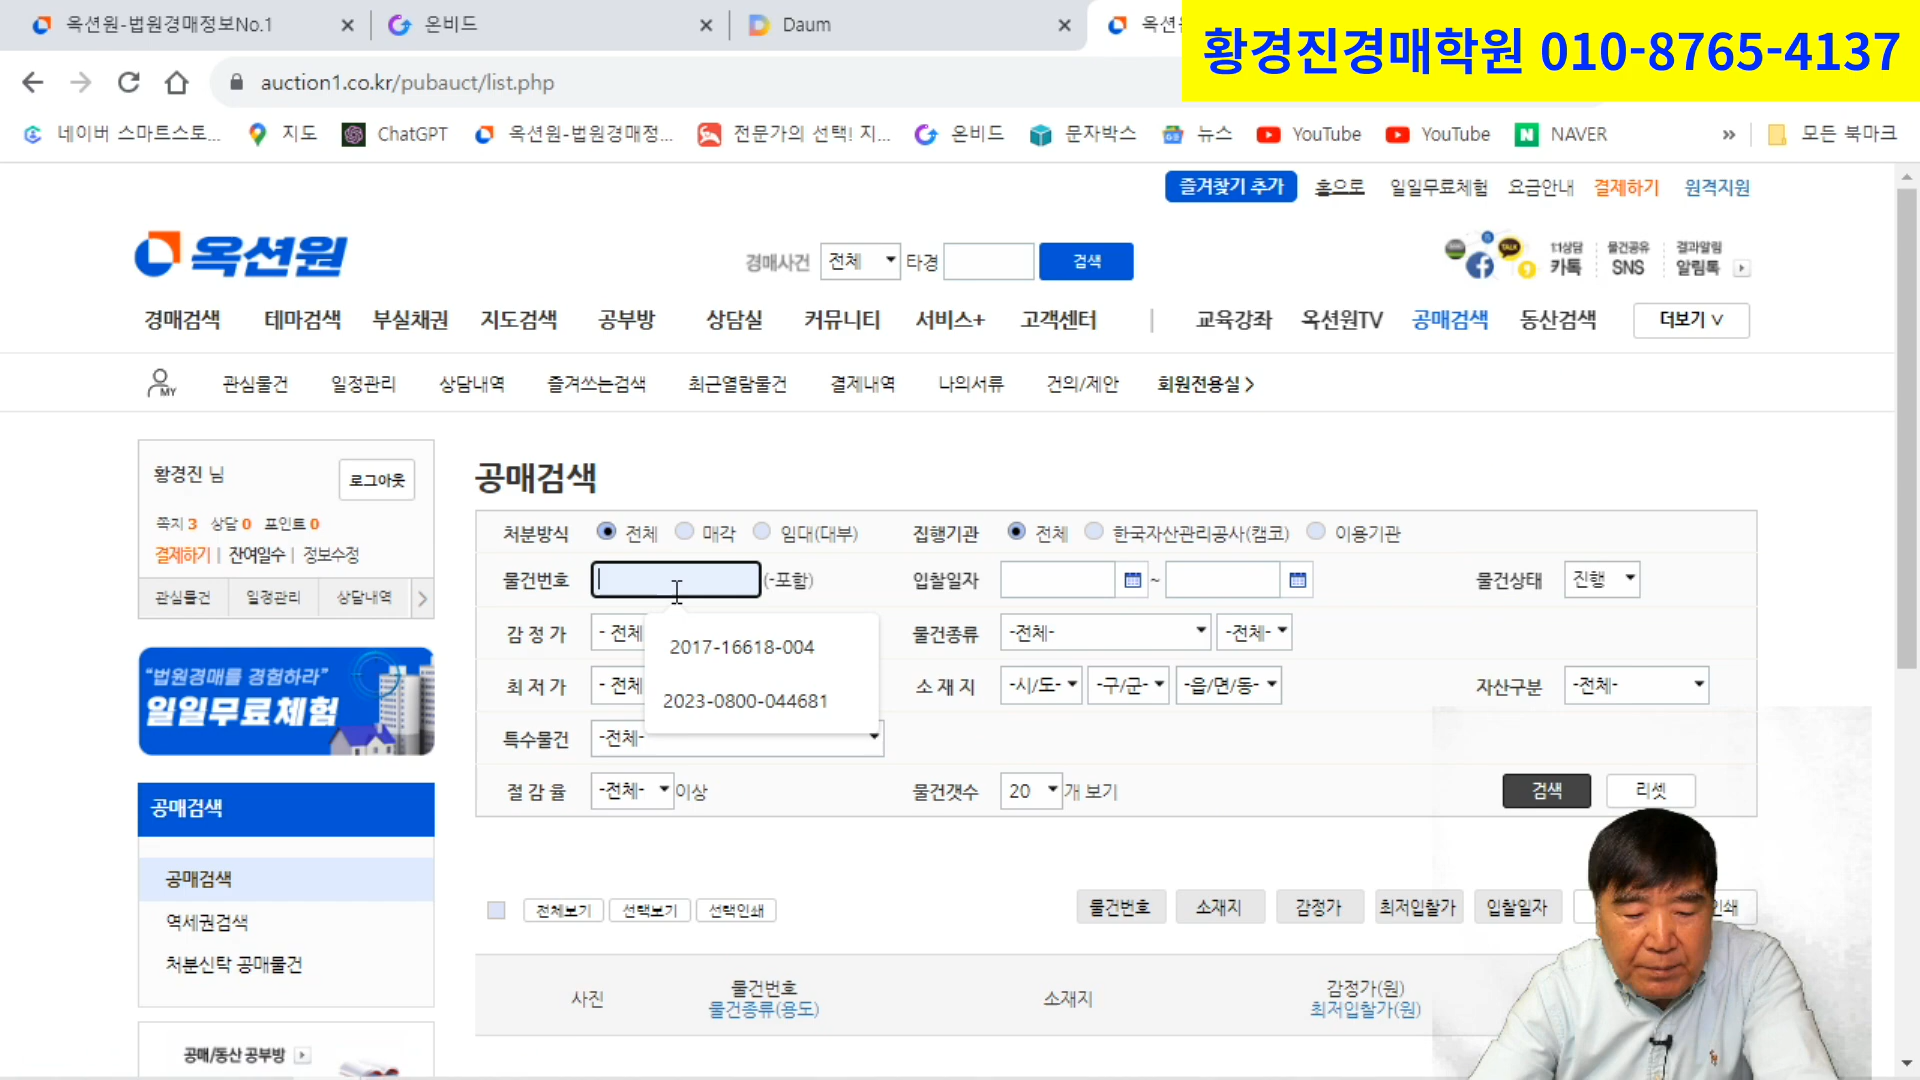 옥션원-법원경매정보No.1
온비드
Daum
옥션
황경진경매학원 010-8765-4137
auction1.co.kr/pubauct/list.php
네이버 스마트스토...
지도
ChatGPT
옥션원-법원경매정...
전문가의 선택! 지...
온비드
문자박스
뉴스
YouTube
YouTube
NAVER
»
모든 북마크
즐겨찾기 추가
홈으로
일일무료체험
요금안내
결제하기
원격지원
옥션원
경매사건 전체 타경 검색
1:1상담 카톡
물건공유 SNS
결과알림 알림톡
경매검색 테마검색 부실채권 지도검색 공부방 상담실 커뮤니티 서비스+ 고객센터 | 교육강좌 옥션원TV 공매검색 동산검색 더보기 ∨
MY 관심물건 일정관리 상담내역 즐겨쓰는검색 최근열람물건 결제내역 나의서류 건의/제안 회원전용실 >
황경진 님 로그아웃
쪽지 3 상담 0 포인트 0
결제하기 | 잔여일수 | 정보수정
관심물건 일정관리 상담내역 >
“법원경매를 경험하라”
일일무료체험
공매검색
공매검색
역세권검색
처분신탁 공매물건
공매/동산 공부방
공매검색
처분방식 전체 매각 임대(대부) 집행기관 전체 한국자산관리공사(캠코) 이용기관
물건번호 (-포함) 입찰일자 ~ 물건상태 진행
감 정 가 - 전체 물건종류 -전체- -전체-
2017-16618-004
최 저 가 - 전체 소 재 지 -시/도- -구/군- -읍/면/동- 자산구분 -전체-
2023-0800-044681
특수물건 -전체-
절 감 율 -전체- 이상 물건갯수 20 개 보기 검색 리셋
전체보기 선택보기 선택인쇄 물건번호 소재지 감정가 최저입찰가 입찰일자
사진 물건번호 소재지 감정가(원)
물건종류(용도) 최저입찰가(원)